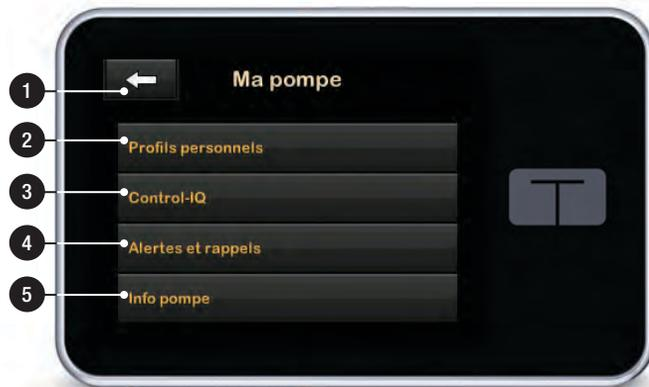 Ma pompe
1
2
Profils personnels
3
Control-IQ
4
Alertes et rappels
5
Info pompe